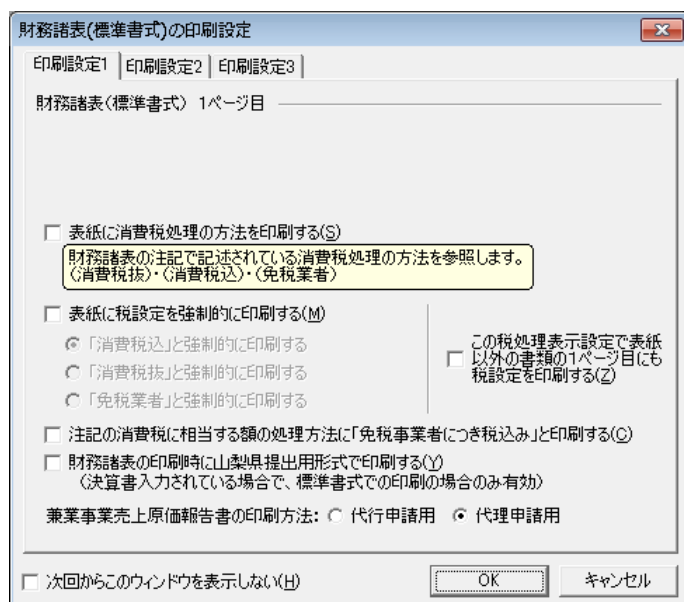 財務諸表(標準書式)の印刷設定
印刷設定1 印刷設定2 印刷設定3
財務諸表(標準書式) 1ページ目
表紙に消費税処理の方法を印刷する(S)
財務諸表の注記で記述されている消費税処理の方法を参照します。
(消費税抜)・(消費税込)・(免税業者)
表紙に税設定を強制的に印刷する(M)
「消費税込」と強制的に印刷する
「消費税抜」と強制的に印刷する
「免税業者」と強制的に印刷する
この税処理表示設定で表紙
以外の書類の1ページ目にも
税設定を印刷する(Z)
注記の消費税に相当する額の処理方法に「免税事業者につき税込み」と印刷する(C)
財務諸表の印刷時に山梨県提出用形式で印刷する(Y)
(決算書入力されている場合で、標準書式での印刷の場合のみ有効)
兼業事業売上原価報告書の印刷方法: 代行申請用 代理申請用
次回からこのウィンドウを表示しない(H) OK キャンセル